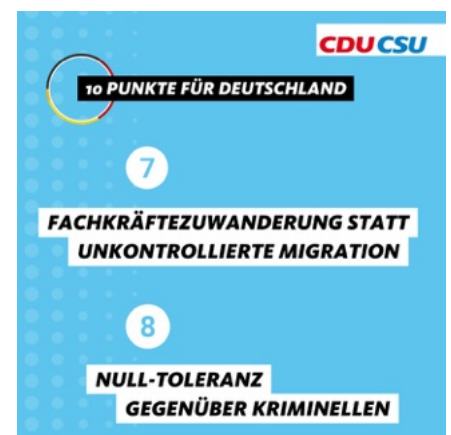 CDU CSU
10 PUNKTE FÜR DEUTSCHLAND
7
FACHKRÄFTEZUWANDERUNG STATT
UNKONTROLLIERTE MIGRATION
8
NULL-TOLERANZ
GEGENÜBER KRIMINELLEN